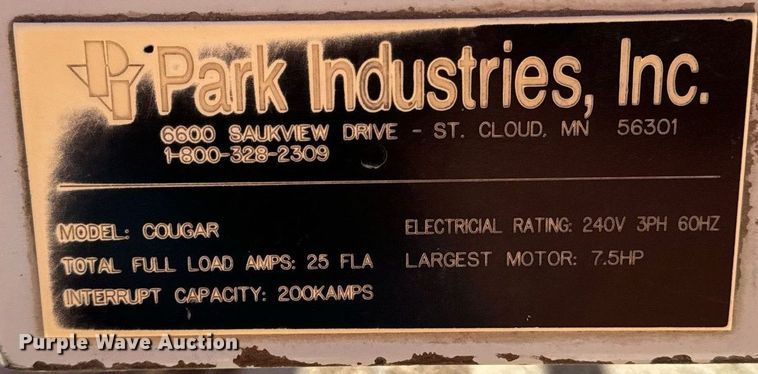 PI Park Industries, Inc.
6600 SAUKVIEW DRIVE - ST. CLOUD, MN 56301
1-800-328-2309
MODEL: COUGAR
ELECTRICIAL RATING: 240V 3PH 60HZ
TOTAL FULL LOAD AMPS: 25 FLA
LARGEST MOTOR: 7.5HP
INTERRUPT CAPACITY: 200KAMPS
Purple Wave Auction